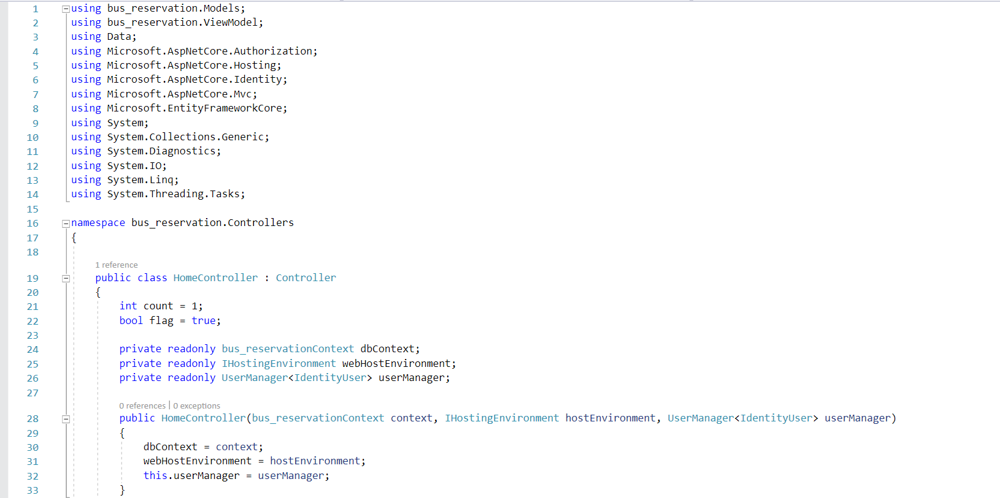 1 using bus_reservation.Models;
2 using bus_reservation.ViewModel;
3 using Data;
4 using Microsoft.AspNetCore.Authorization;
5 using Microsoft.AspNetCore.Hosting;
6 using Microsoft.AspNetCore.Identity;
7 using Microsoft.AspNetCore.Mvc;
8 using Microsoft.EntityFrameworkCore;
9 using System;
10 using System.Collections.Generic;
11 using System.Diagnostics;
12 using System.IO;
13 using System.Linq;
14 using System.Threading.Tasks;
15
16 namespace bus_reservation.Controllers
17 {
18
1 reference
19 public class HomeController : Controller
20 {
21 int count = 1;
22 bool flag = true;
23
24 private readonly bus_reservationContext dbContext;
25 private readonly IHostingEnvironment webHostEnvironment;
26 private readonly UserManager<IdentityUser> userManager;
27
0 references | 0 exceptions
28 public HomeController(bus_reservationContext context, IHostingEnvironment hostEnvironment, UserManager<IdentityUser> userManager)
29 {
30 dbContext = context;
31 webHostEnvironment = hostEnvironment;
32 this.userManager = userManager;
33 }